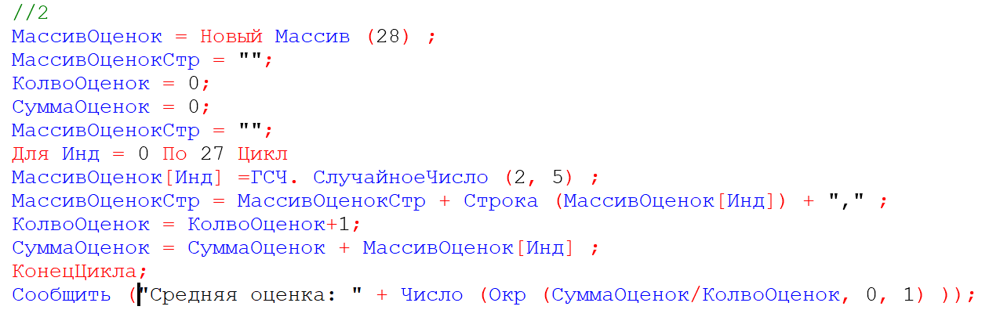 //2
МассивОценок = Новый Массив (28) ;
МассивОценокСтр = "";
КолвоОценок = 0;
СуммаОценок = 0;
МассивОценокСтр = "";
Для Инд = 0 По 27 Цикл
МассивОценок[Инд] =ГСЧ. СлучайноеЧисло (2, 5) ;
МассивОценокСтр = МассивОценокСтр + Строка (МассивОценок[Инд]) + "," ;
КолвоОценок = КолвоОценок+1;
СуммаОценок = СуммаОценок + МассивОценок[Инд] ;
КонецЦикла;
Сообщить ("Средняя оценка: " + Число (Окр (СуммаОценок/КолвоОценок, 0, 1) ));